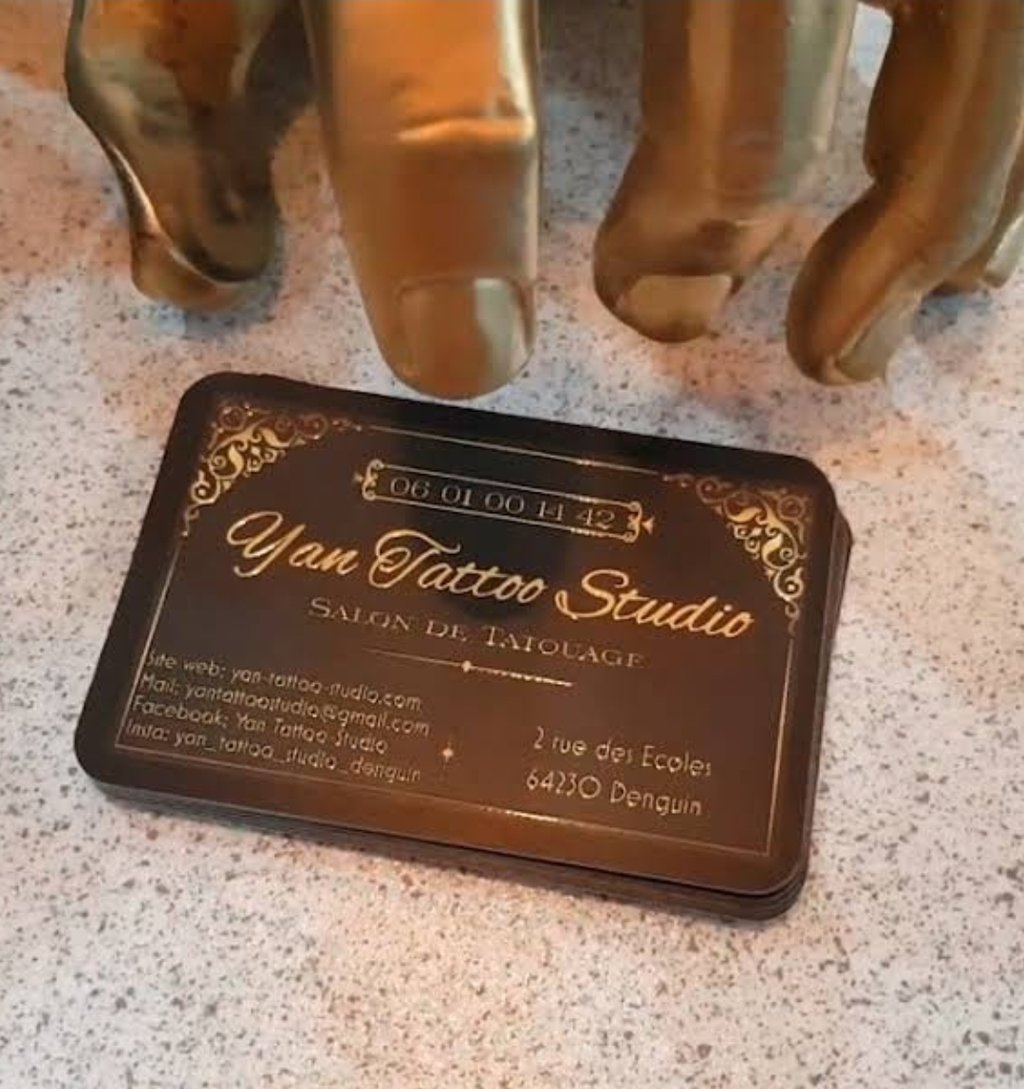 06 01 00 14 42
Yan Tattoo Studio
SALON DE TATOUAGE
Site web: yan-tattoo-studio.com
Mail: yantattoostudio@gmail.com
Facebook: Yan Tattoo Studio
Insta: yan_tattoo_studio_denguin
2 rue des Ecoles
64230 Denguin